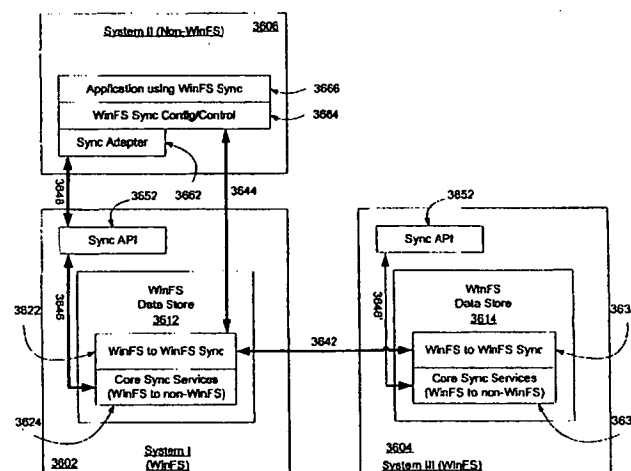 System II (Non-WinFS) 3606
Application using WinFS Sync
3666
WinFS Sync Config/Control
3664
Sync Adapter
3648
3662
3644
3652
Sync API
3852
Sync API
WinFS
Data Store
3612
WinFS
Data Store
3614
3646
3646'
3822
WinFS to WinFS Sync
3642
WinFS to WinFS Sync
363
Core Sync Services
(WinFS to non-WinFS)
Core Sync Services
(WinFS to non-WinFS)
3624
363
System I
(WinFS)
3602
3604
System III (WinFS)